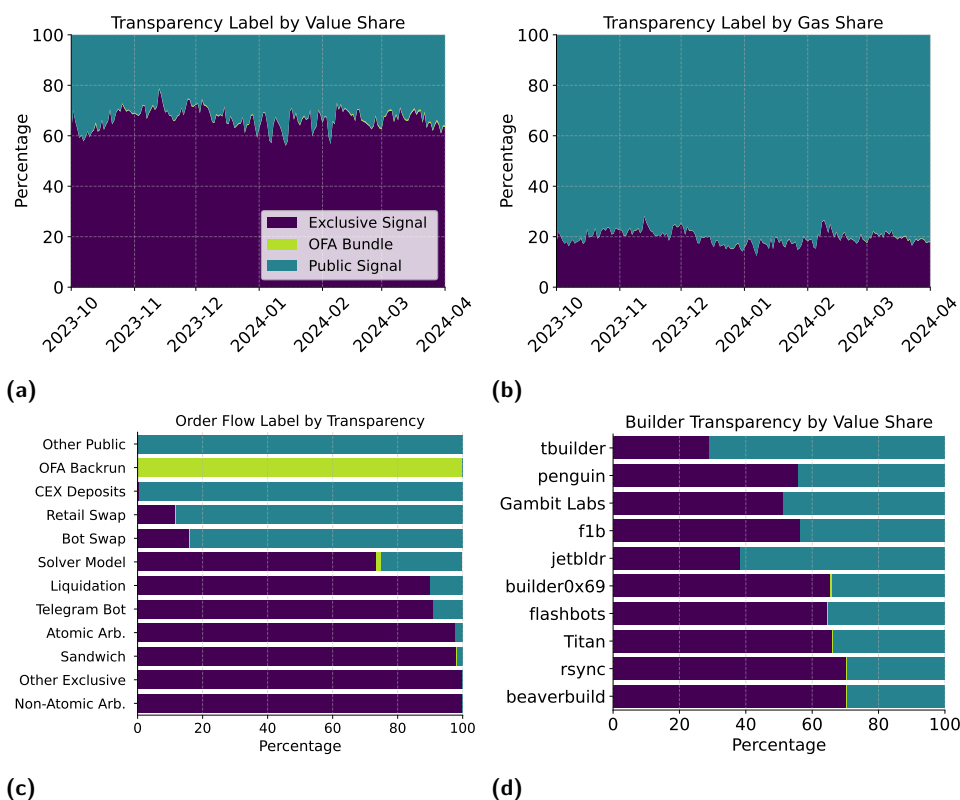 Transparency Label by Value Share
Percentage
100
80
60
40
20
0
Exclusive Signal
OFA Bundle
Public Signal
2023-10
2023-11
2023-12
2024-01
2024-02
2024-03
2024-04
(a)
Transparency Label by Gas Share
Percentage
100
80
60
40
20
0
2023-10
2023-11
2023-12
2024-01
2024-02
2024-03
2024-04
(b)
Order Flow Label by Transparency
Other Public
OFA Backrun
CEX Deposits
Retail Swap
Bot Swap
Solver Model
Liquidation
Telegram Bot
Atomic Arb.
Sandwich
Other Exclusive
Non-Atomic Arb.
0 20 40 60 80 100
Percentage
(c)
Builder Transparency by Value Share
tbuilder
penguin
Gambit Labs
f1b
jetbldr
builder0x69
flashbots
Titan
rsync
beaverbuild
0 20 40 60 80 100
Percentage
(d)